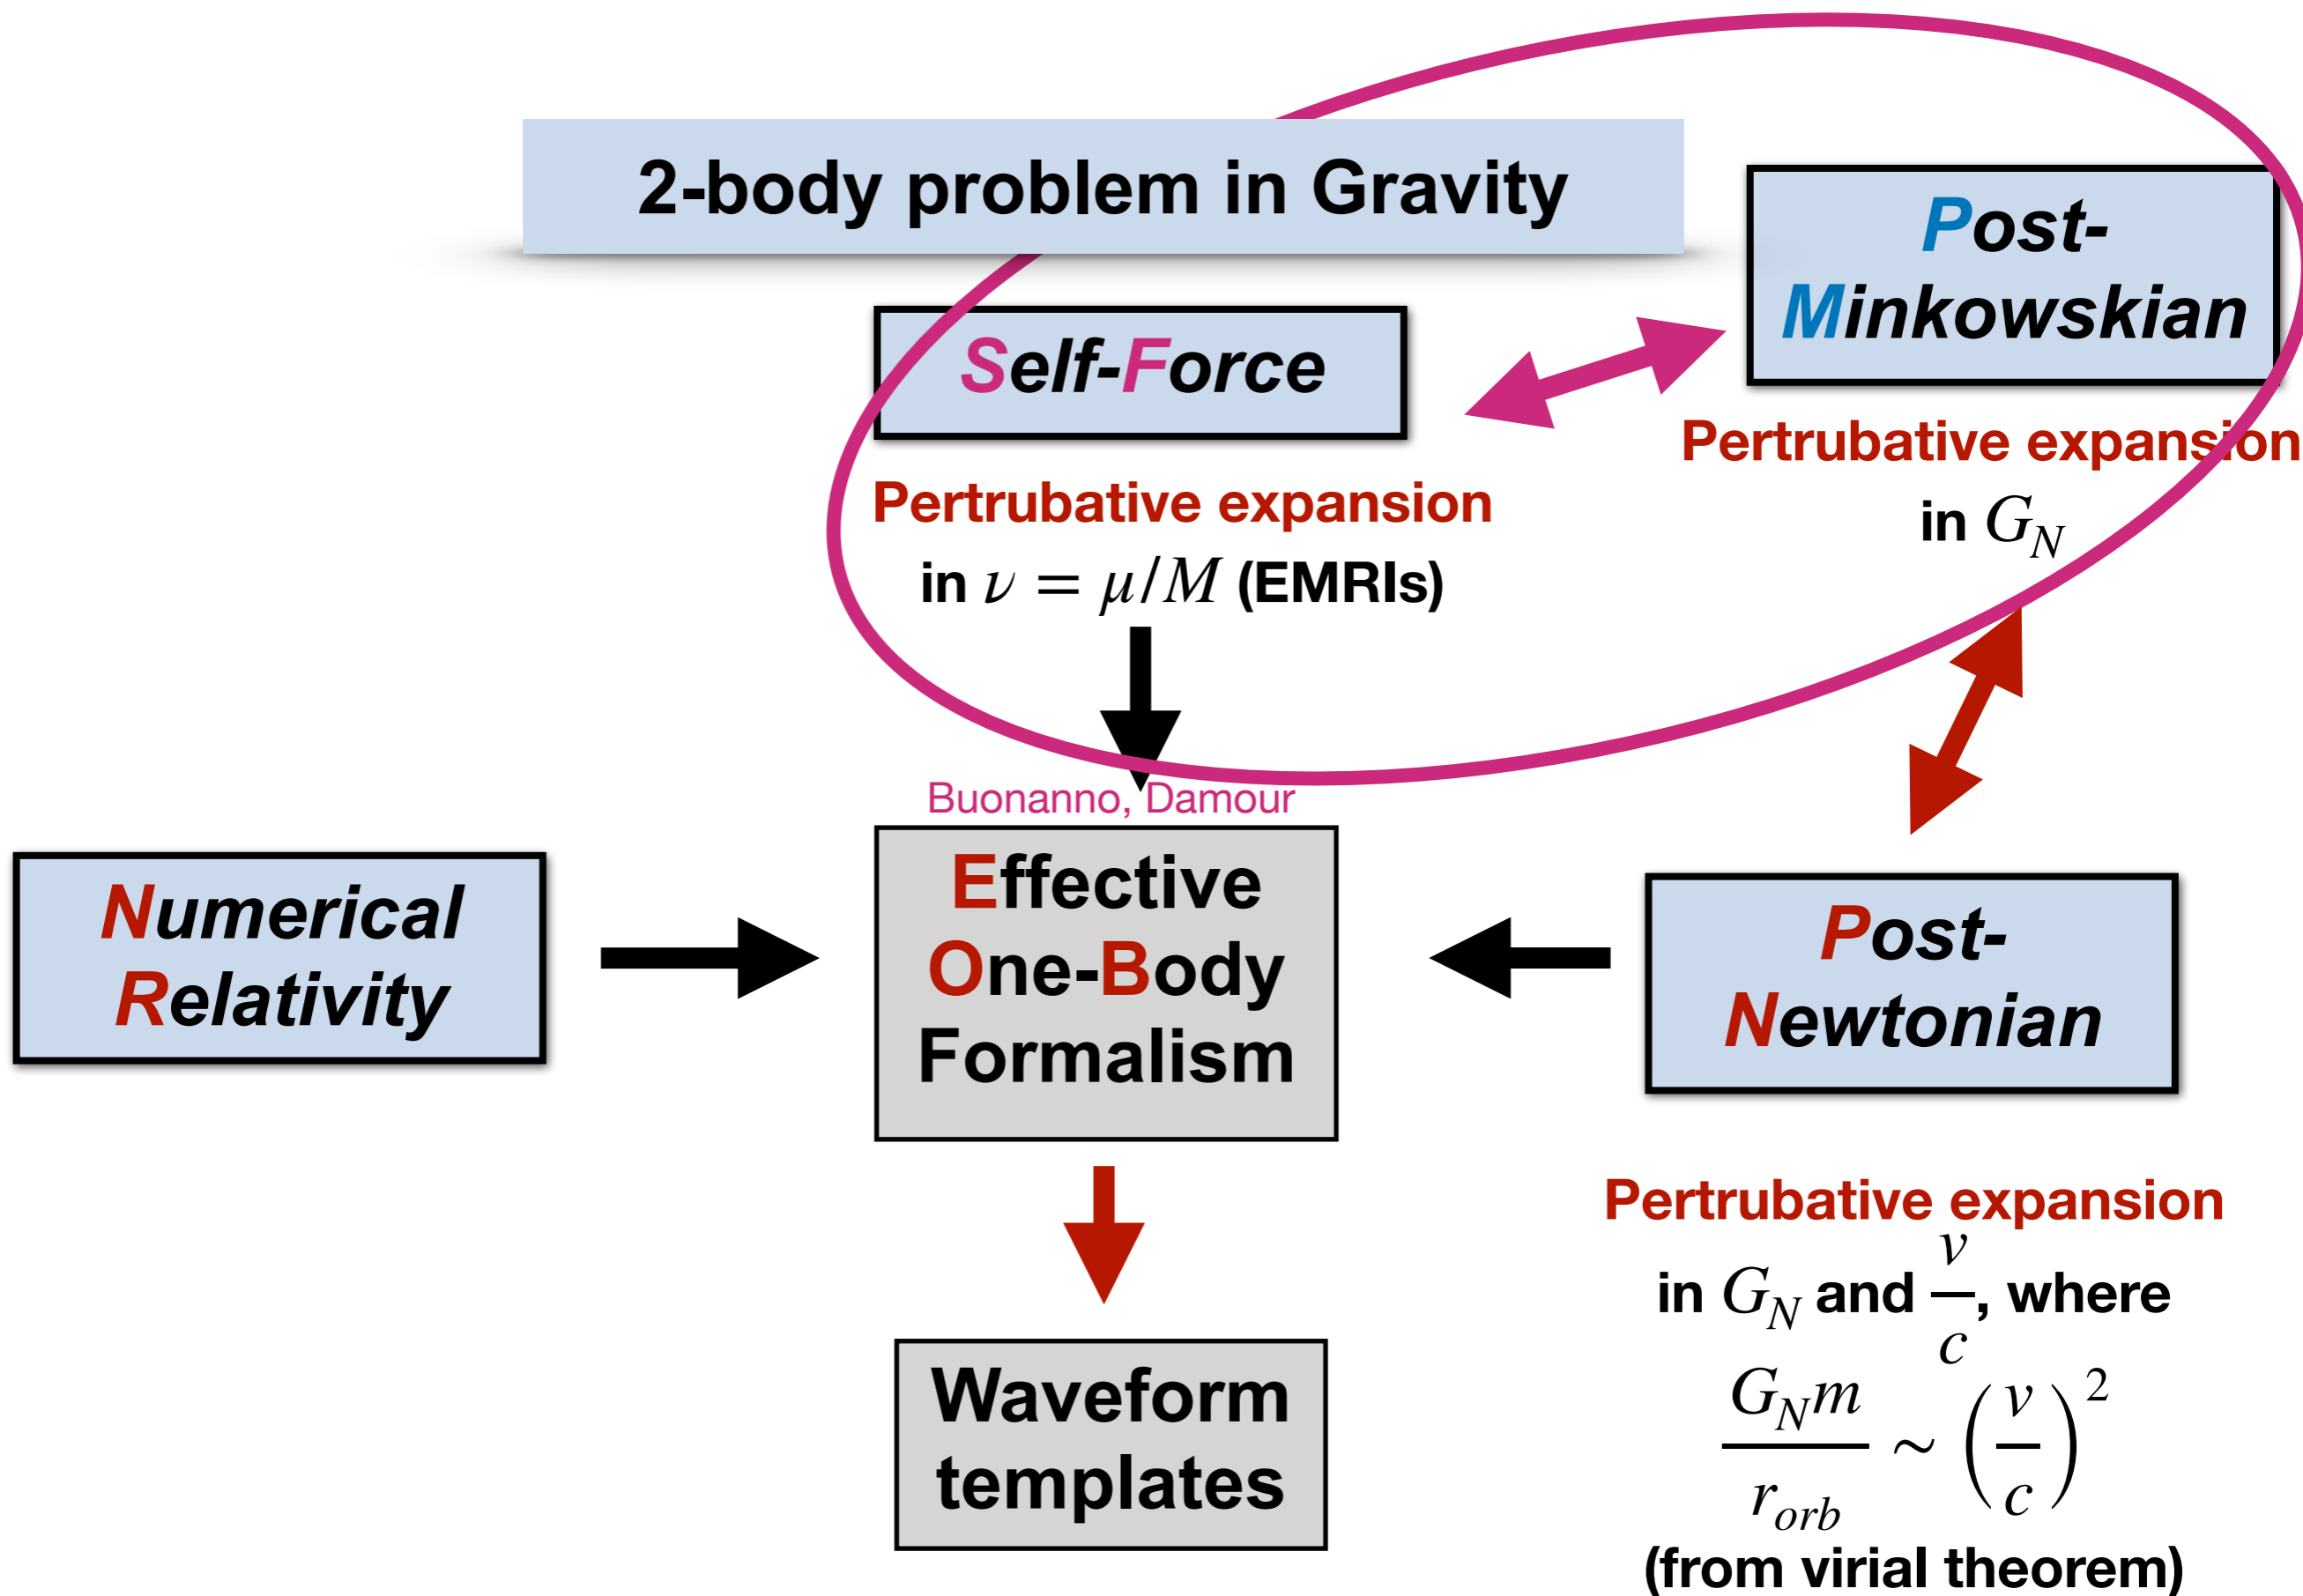 2-body problem in Gravity
Post-
Minkowskian
Self-Force
Pertrubative expansion
in G_N
Pertrubative expansion
in ν = μ/M (EMRIs)
Buonanno, Damour
Numerical
Relativity
Effective
One-Body
Formalism
Post-
Newtonian
Waveform
templates
Pertrubative expansion
in G_N and v/c, where
G_N m / r_orb ∼ (v/c)^2
(from virial theorem)